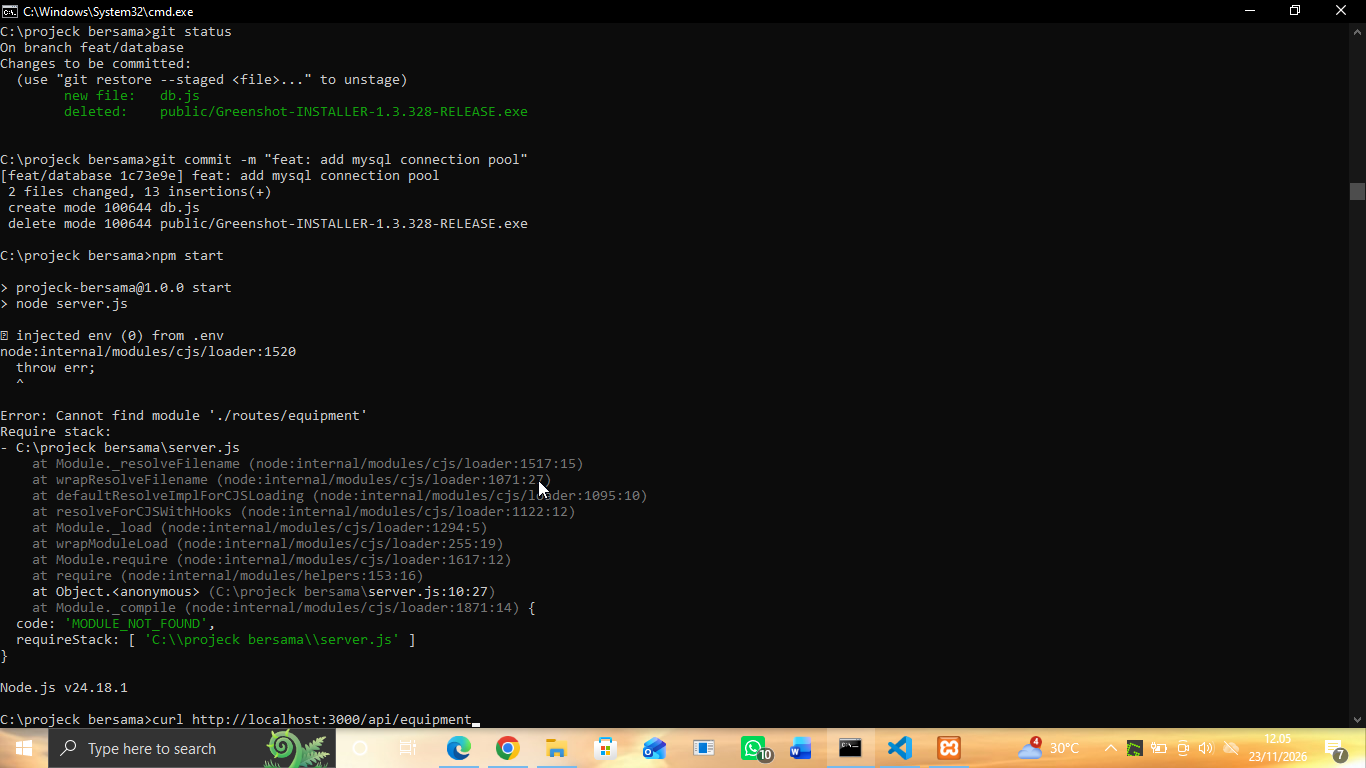 C:\Windows\System32\cmd.exe
C:\projeck bersama>git status
On branch feat/database
Changes to be committed:
  (use "git restore --staged <file>..." to unstage)
        new file:   db.js
        deleted:    public/Greenshot-INSTALLER-1.3.328-RELEASE.exe
C:\projeck bersama>git commit -m "feat: add mysql connection pool"
[feat/database 1c73e9e] feat: add mysql connection pool
 2 files changed, 13 insertions(+)
 create mode 100644 db.js
 delete mode 100644 public/Greenshot-INSTALLER-1.3.328-RELEASE.exe
C:\projeck bersama>npm start
> projeck-bersama@1.0.0 start
> node server.js
injected env (0) from .env
node:internal/modules/cjs/loader:1520
  throw err;
  ^
Error: Cannot find module './routes/equipment'
Require stack:
- C:\projeck bersama\server.js
    at Module._resolveFilename (node:internal/modules/cjs/loader:1517:15)
    at wrapResolveFilename (node:internal/modules/cjs/loader:1071:27)
    at defaultResolveImplForCJSLoading (node:internal/modules/cjs/loader:1095:10)
    at resolveForCJSWithHooks (node:internal/modules/cjs/loader:1122:12)
    at Module._load (node:internal/modules/cjs/loader:1294:5)
    at wrapModuleLoad (node:internal/modules/cjs/loader:255:19)
    at Module.require (node:internal/modules/cjs/loader:1617:12)
    at require (node:internal/modules/helpers:153:16)
    at Object.<anonymous> (C:\projeck bersama\server.js:10:27)
    at Module._compile (node:internal/modules/cjs/loader:1871:14) {
  code: 'MODULE_NOT_FOUND',
  requireStack: [ 'C:\\projeck bersama\\server.js' ]
}
Node.js v24.18.1
C:\projeck bersama>curl http://localhost:3000/api/equipment
Type here to search
10
4
30°C
12.05
23/11/2026
7